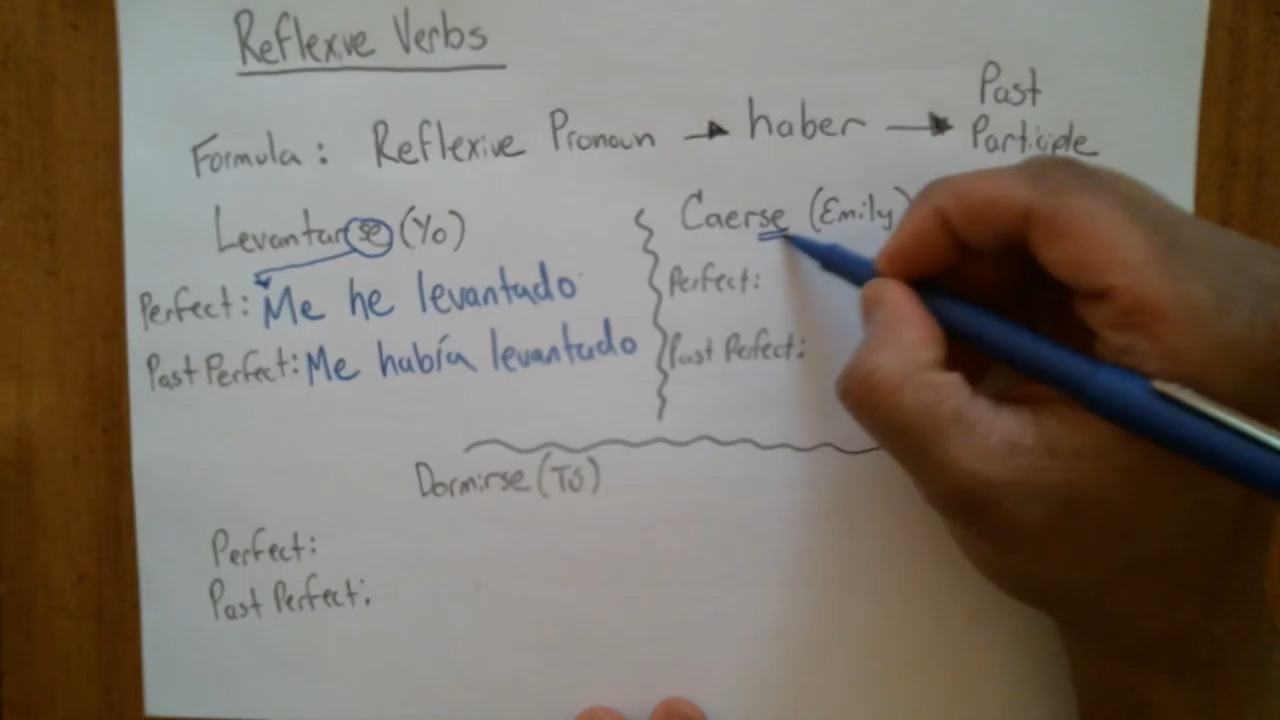 Reflexive Verbs
Formula: Reflexive Pronoun → haber → Past Participle
Levantarse (Yo)
Perfect: Me he levantado
Past Perfect: Me había levantado
Caerse (Emily)
Perfect:
Past Perfect:
Dormirse (Tú)
Perfect:
Past Perfect: